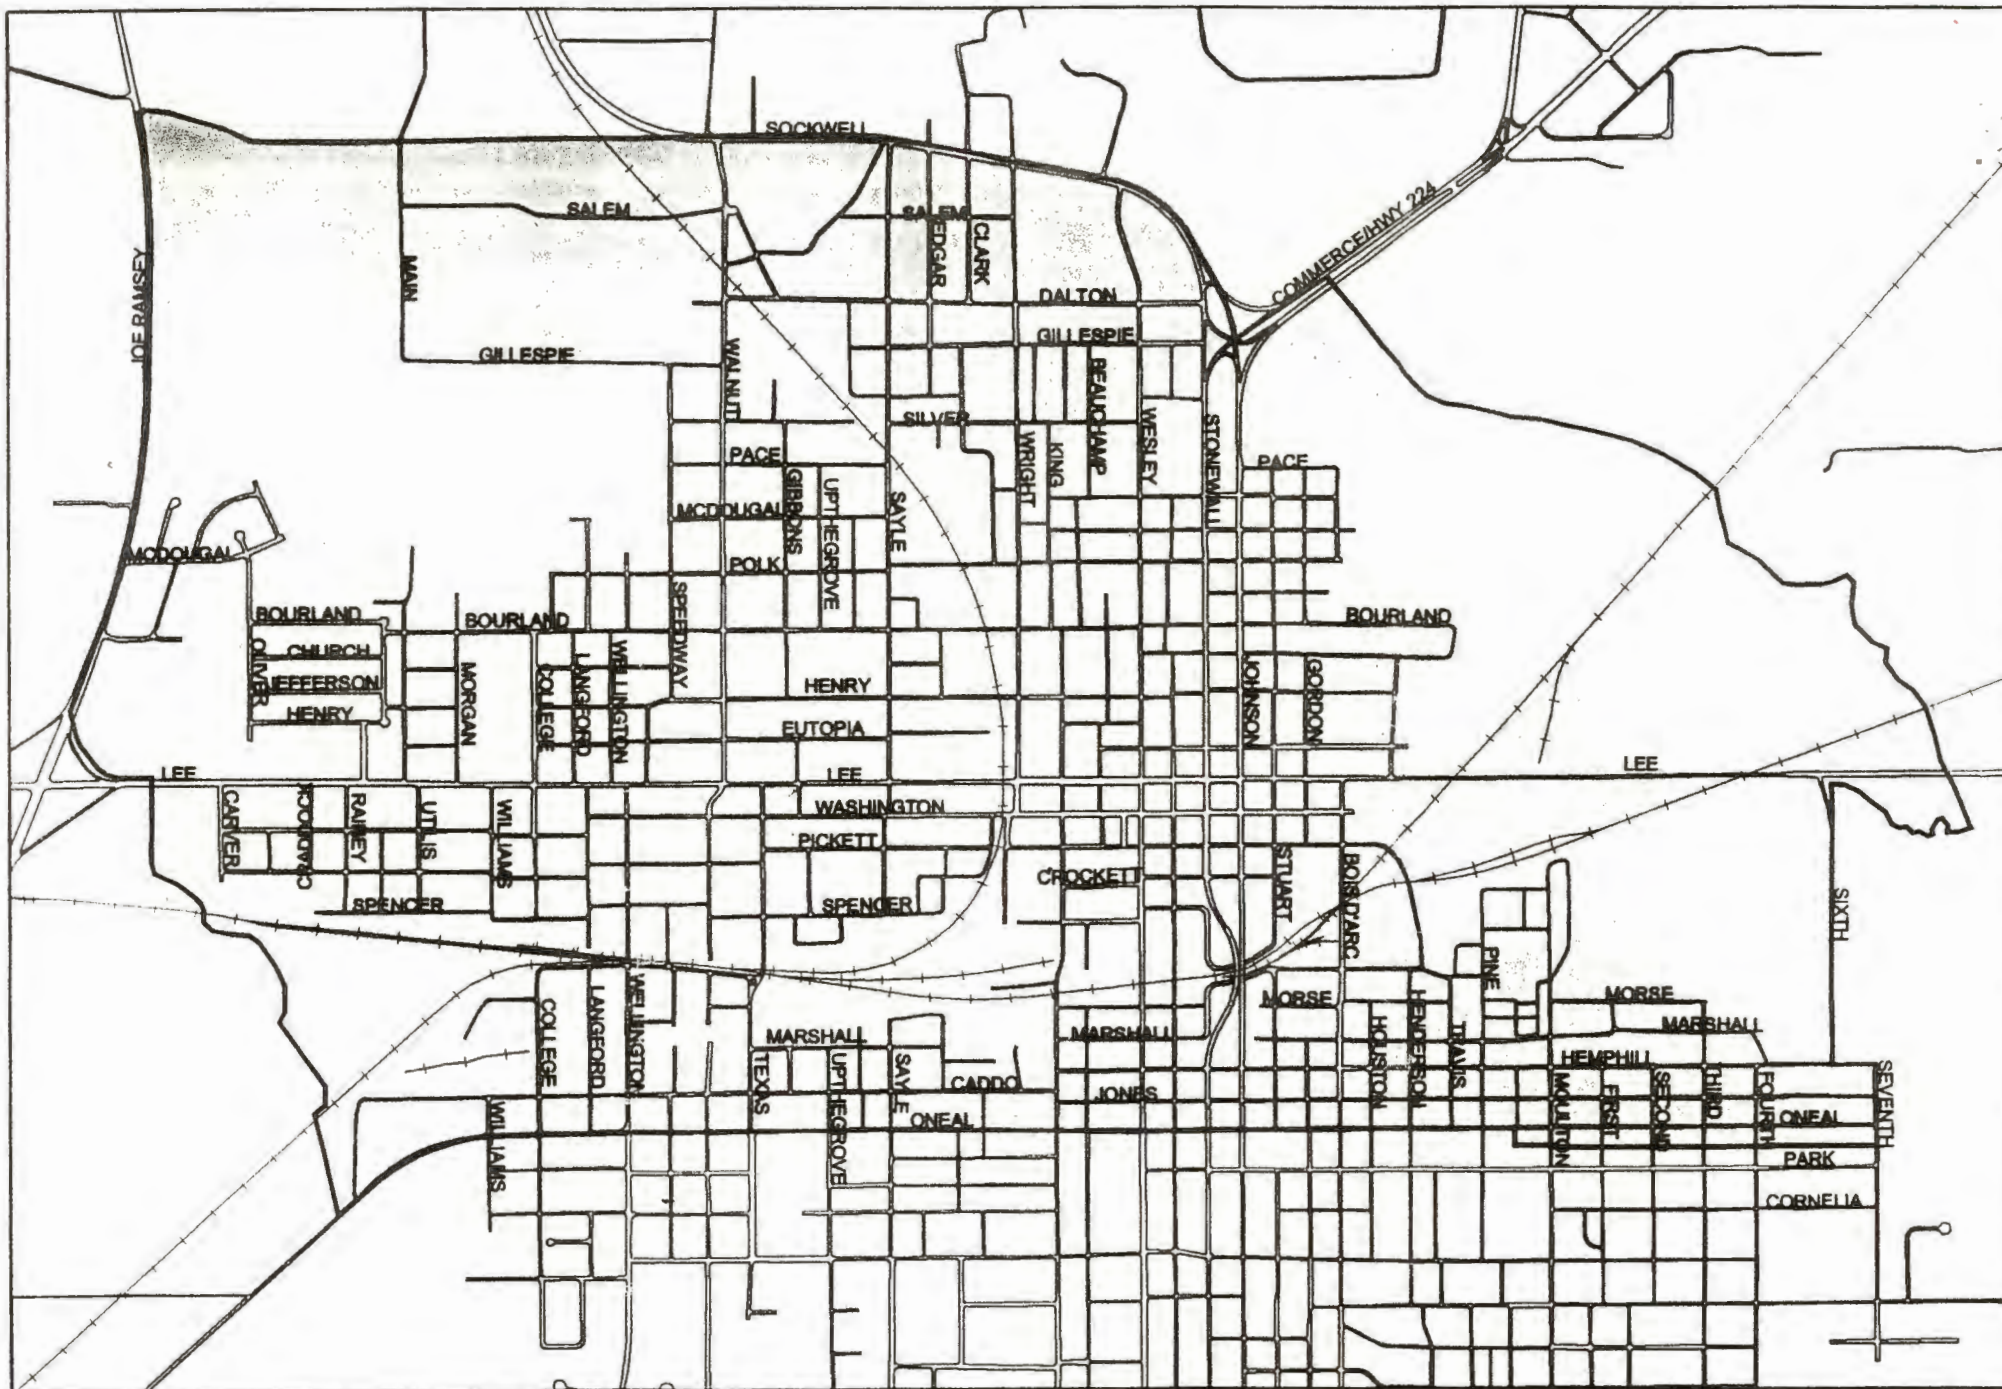 SOCKWELL
COMMERCE/HWY 224
SALEM
SALEM
EDGAR
CLARK
JOE RAMSEY
MAIN
DALTON
GILLESPIE
GILLESPIE
WALNUT
BEAUCHAMP
SILVER
WESLEY
STONEWALL
WRIGHT
KING
PACE
PACE
GIBBONS
UPTHEGROVE
SAYLE
MCDOUGAL
MCDOUGAL
POLK
SPEEDWAY
BOURLAND
BOURLAND
BOURLAND
OLIVER
CHURCH
JEFFERSON
HENRY
MORGAN
COLLEGE
LANGFORD
WELLINGTON
HENRY
JOHNSON
GORDON
EUTOPIA
LEE
LEE
LEE
WASHINGTON
CARVER
CRADDOCK
RAINEY
UTLIS
WILLIAMS
PICKETT
CROCKETT
STUART
BOIS D'ARC
SPENCER
SPENCER
SIXTH
PINE
COLLEGE
LANGFORD
WELLINGTON
MORSE
MORSE
HOUSTON
HENDERSON
TRAVIS
MARSHALL
MARSHALL
MARSHALL
TEXAS
UPTHEGROVE
SAYLE
CADDO
JONES
HEMPHILL
MOULTON
FIRST
SECOND
THIRD
FOURTH
SEVENTH
WILLIAMS
ONEAL
ONEAL
PARK
CORNELIA